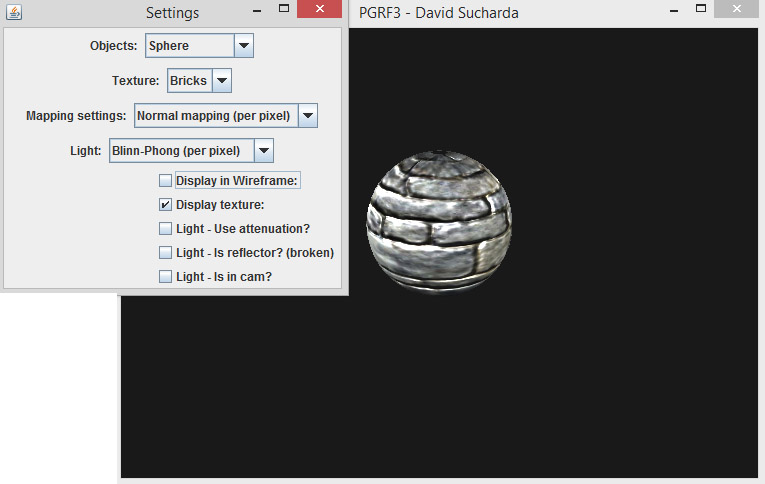 Settings
PGRF3 - David Sucharda
Objects: Sphere
Texture: Bricks
Mapping settings: Normal mapping (per pixel)
Light: Blinn-Phong (per pixel)
Display in Wireframe:
Display texture:
Light - Use attenuation?
Light - Is reflector? (broken)
Light - Is in cam?